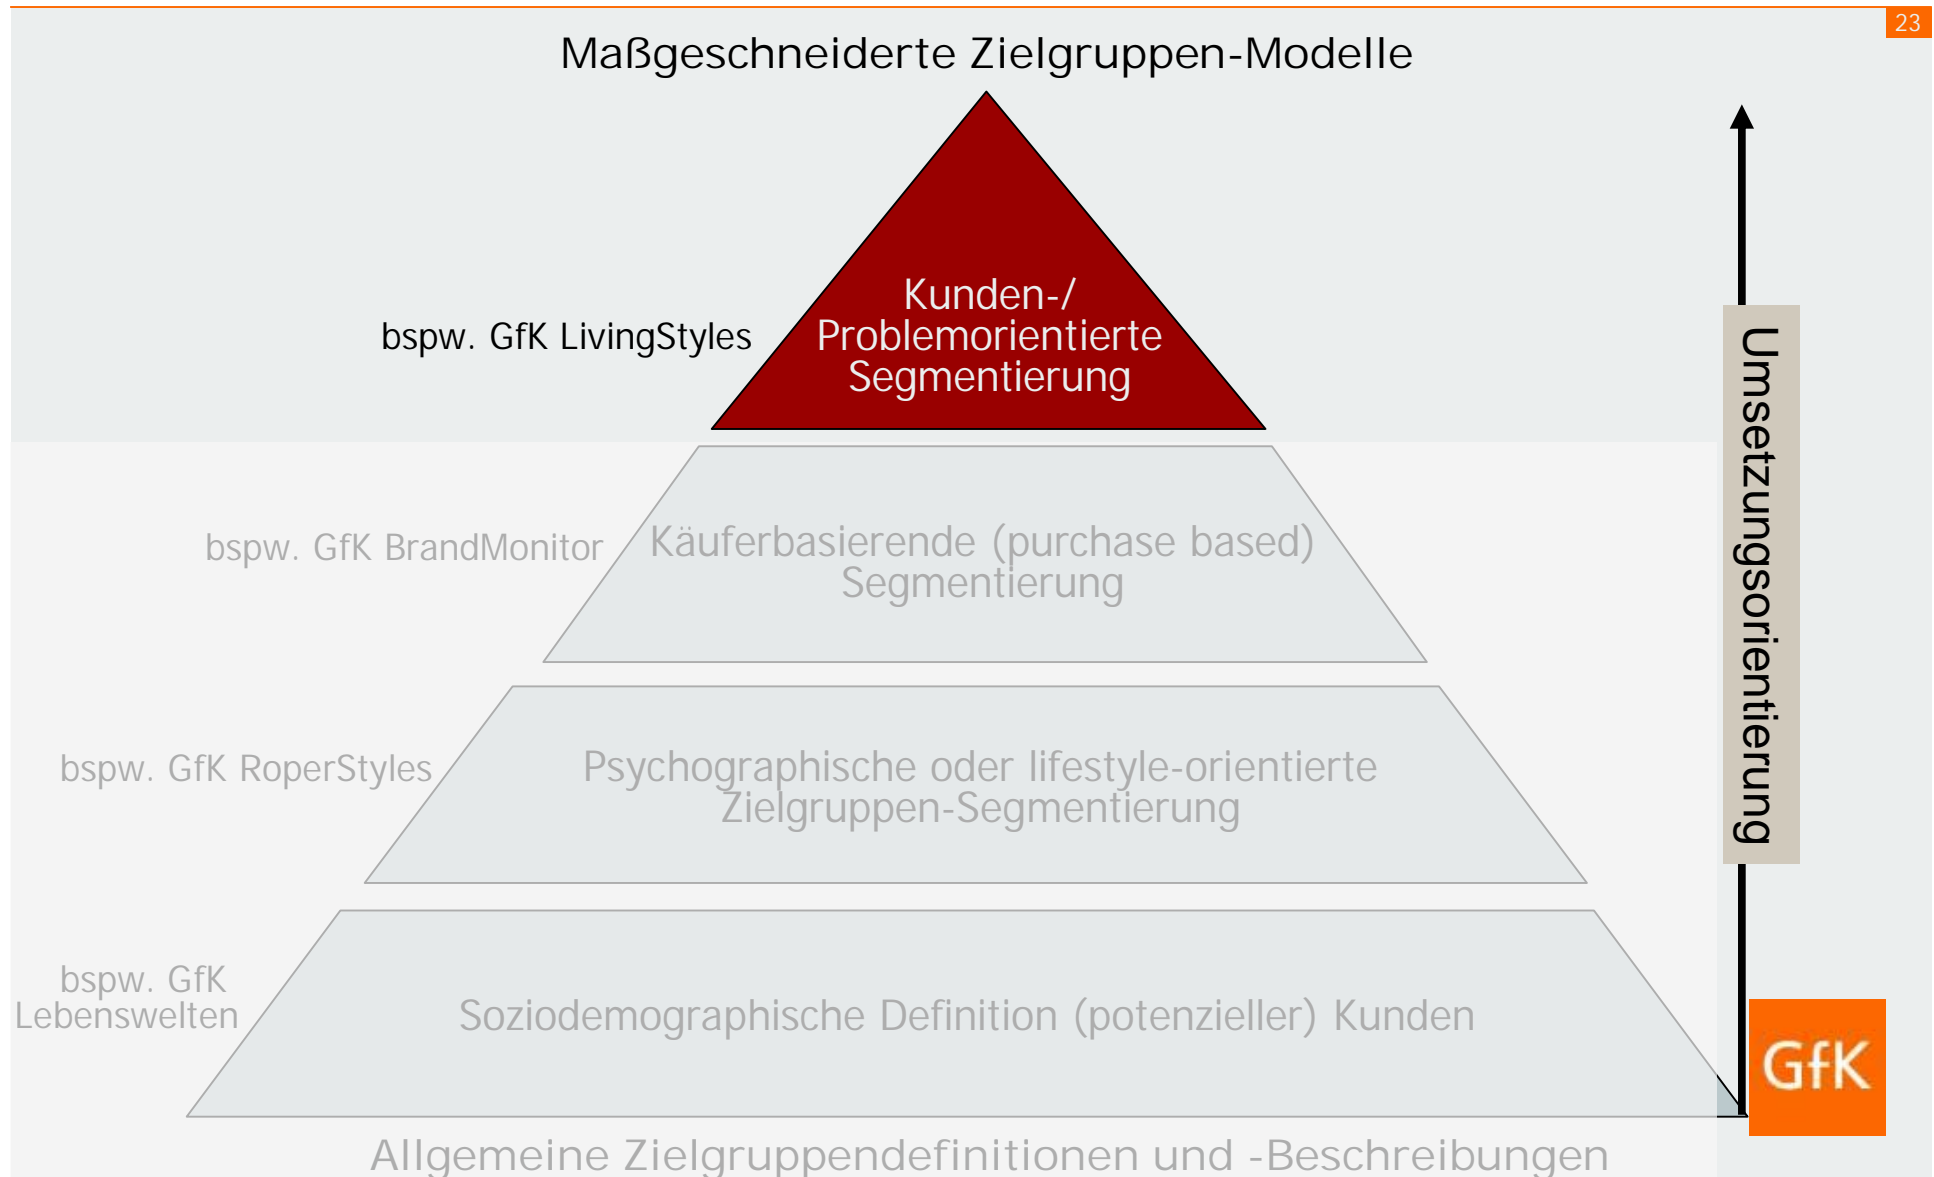 23
Maßgeschneiderte Zielgruppen-Modelle
bspw. GfK LivingStyles
Kunden-/
Problemorientierte
Segmentierung
bspw. GfK BrandMonitor
Käuferbasierende (purchase based)
Segmentierung
bspw. GfK RoperStyles
Psychographische oder lifestyle-orientierte
Zielgruppen-Segmentierung
bspw. GfK
Lebenswelten
Soziodemographische Definition (potenzieller) Kunden
Allgemeine Zielgruppendefinitionen und -Beschreibungen
Umsetzungsorientierung
GfK